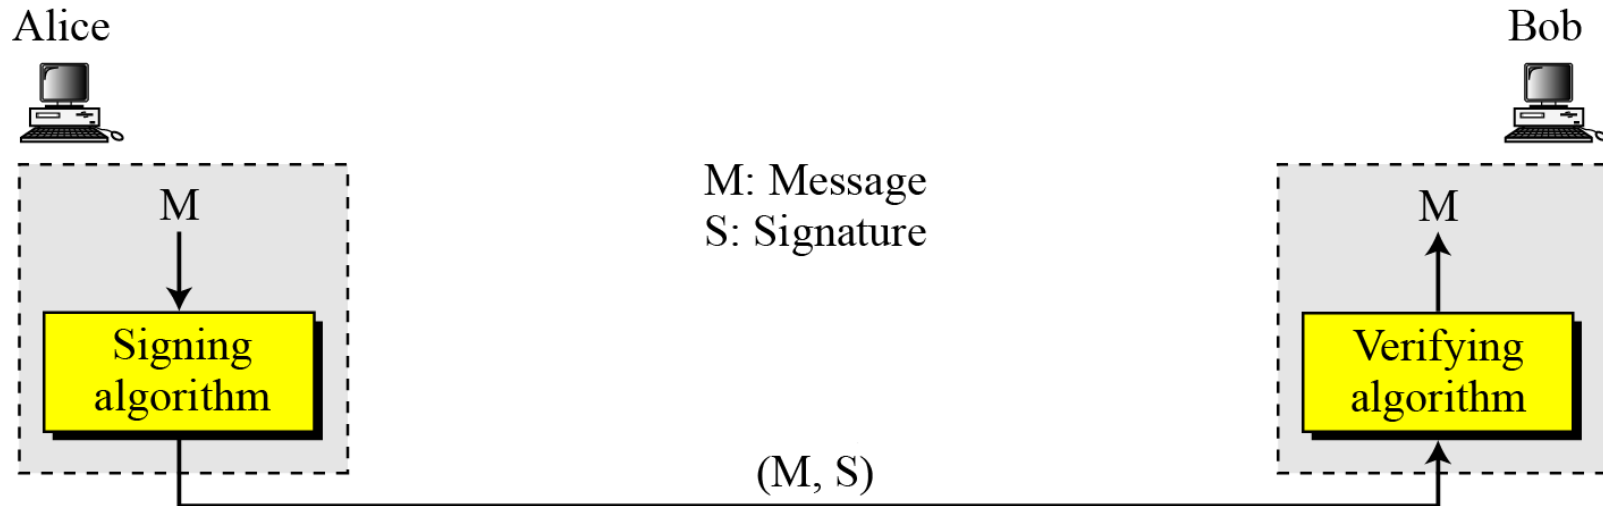 Alice
Bob
M: Message
S: Signature
M
M
Signing
algorithm
Verifying
algorithm
(M, S)